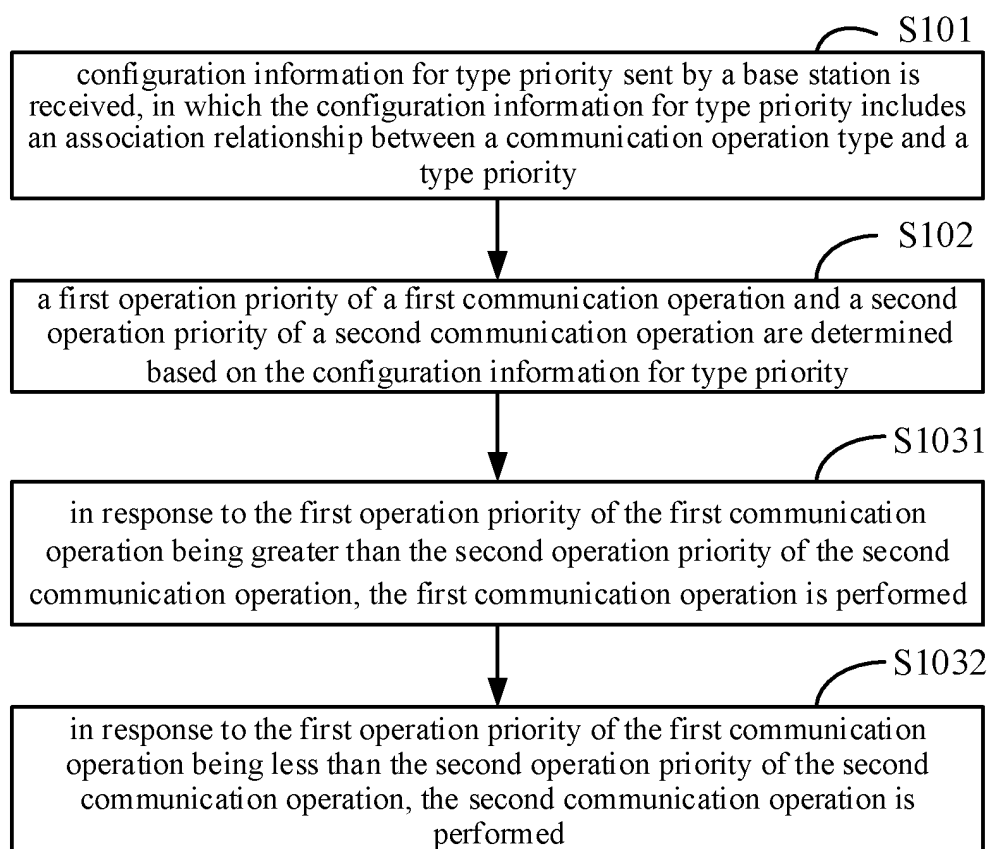 S101
configuration information for type priority sent by a base station is
received, in which the configuration information for type priority includes
an association relationship between a communication operation type and a
type priority
S102
a first operation priority of a first communication operation and a second
operation priority of a second communication operation are determined
based on the configuration information for type priority
S1031
in response to the first operation priority of the first communication
operation being greater than the second operation priority of the second
communication operation, the first communication operation is performed
S1032
in response to the first operation priority of the first communication
operation being less than the second operation priority of the second
communication operation, the second communication operation is
performed